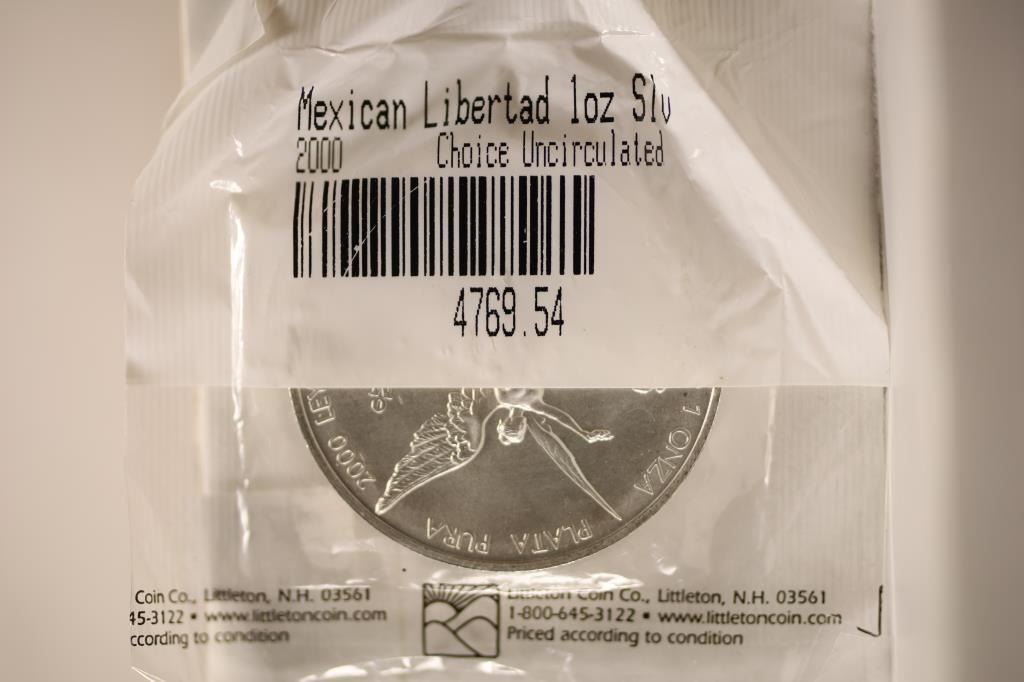 Mexican Libertad 1oz Slv
2000 Choice Uncirculated
4769.54
1 ONZA PLATA PURA 2000
Coin Co., Littleton, N.H. 03561
45-3122 • www.littletoncoin.com
ccording to condition
Littleton Coin Co., Littleton, N.H. 03561
1-800-645-3122 • www.littletoncoin.com
Priced according to condition